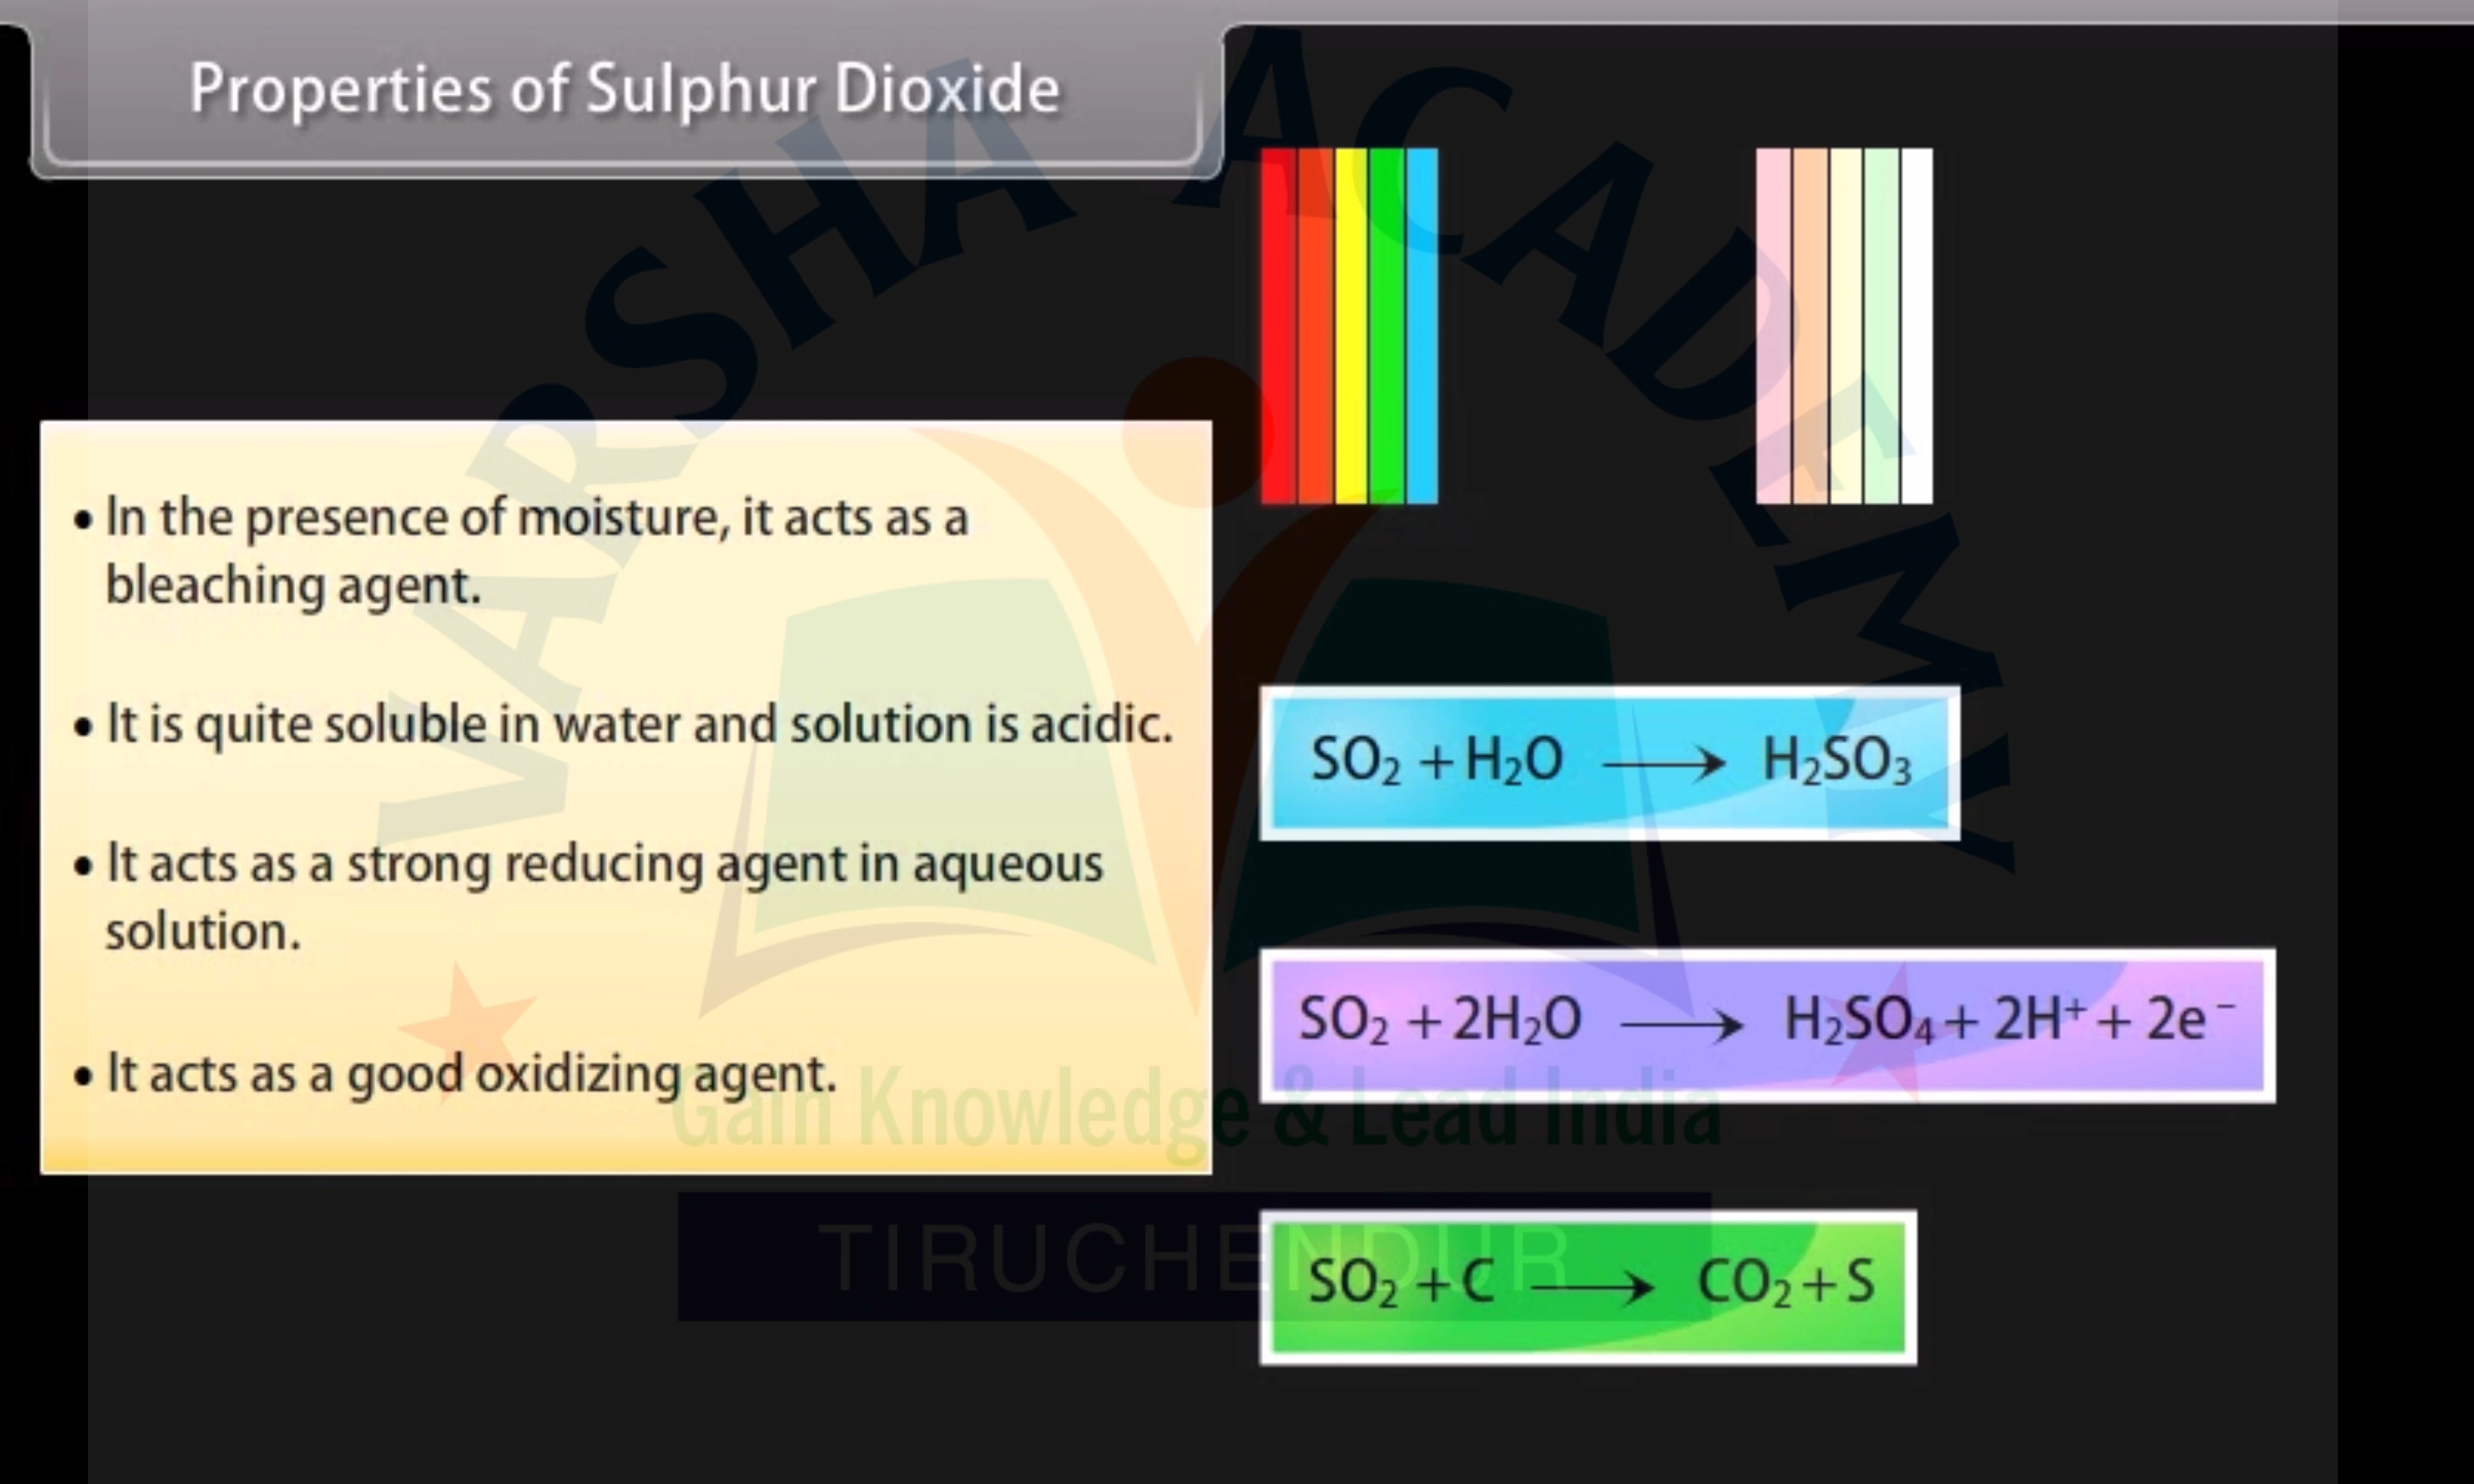 Properties of Sulphur Dioxide
VARSHA ACADEMY
• In the presence of moisture, it acts as a
bleaching agent.
• It is quite soluble in water and solution is acidic.
SO₂ + H₂O ⟶ H₂SO₃
• It acts as a strong reducing agent in aqueous
solution.
SO₂ + 2H₂O ⟶ H₂SO₄ + 2H⁺ + 2e⁻
• It acts as a good oxidizing agent.
Gain Knowledge & Lead India
TIRUCHENDUR
SO₂ + C ⟶ CO₂ + S